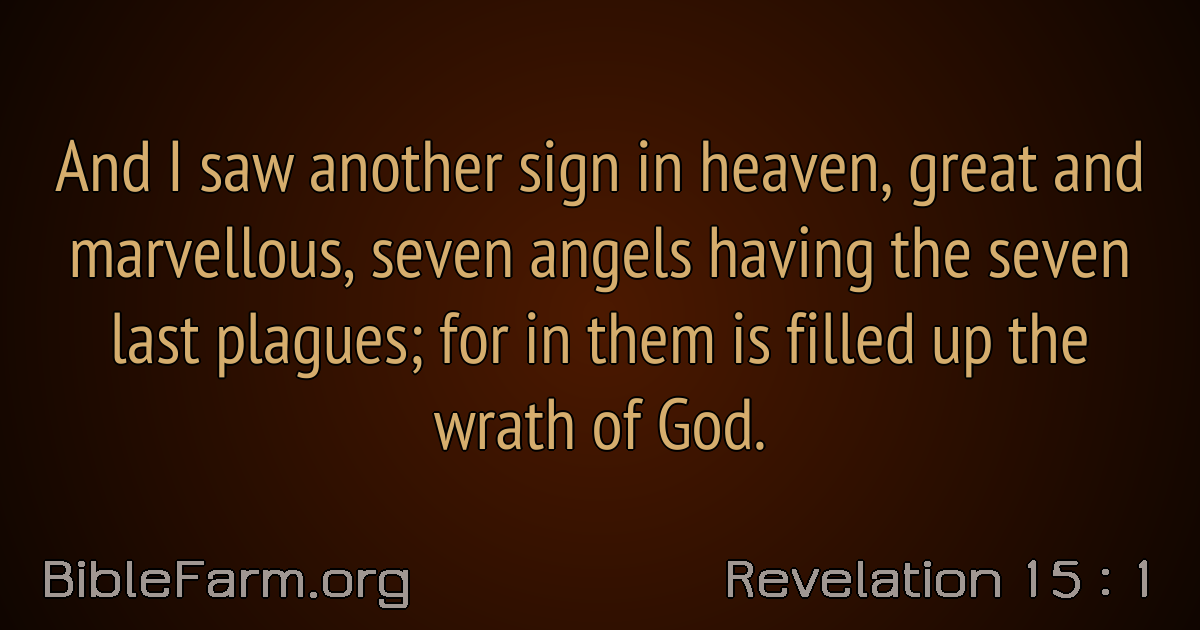 And I saw another sign in heaven, great and
marvellous, seven angels having the seven
last plagues; for in them is filled up the
wrath of God.
BibleFarm.org
Revelation 15 : 1